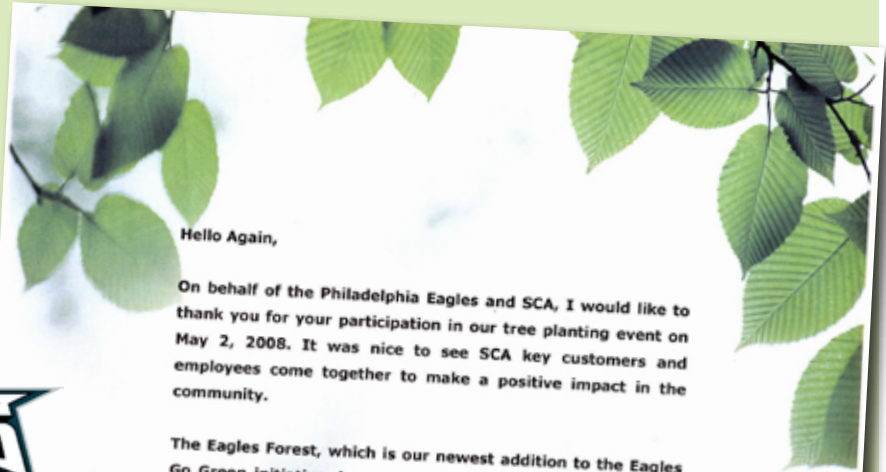 Hello Again,
On behalf of the Philadelphia Eagles and SCA, I would like to
thank you for your participation in our tree planting event on
May 2, 2008. It was nice to see SCA key customers and
employees come together to make a positive impact in the
community.
The Eagles Forest, which is our newest addition to the Eagles
Go Green